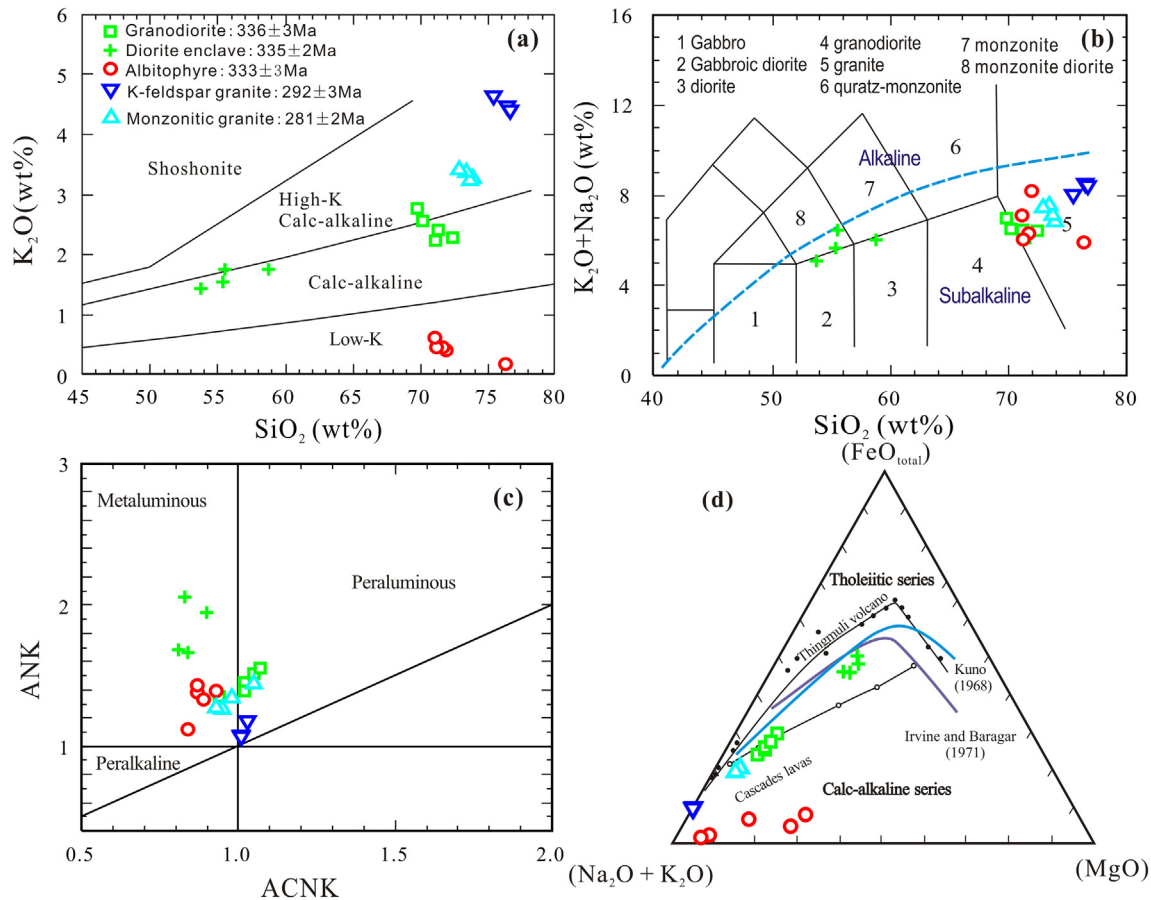 (a)
Granodiorite: 336±3Ma
Diorite enclave: 335±2Ma
Albitophyre: 333±3Ma
K-feldspar granite: 292±3Ma
Monzonitic granite: 281±2Ma
Shoshonite
High-K
Calc-alkaline
Calc-alkaline
Low-K
6
5
4
3
2
1
0
K₂O(wt%)
45 50 55 60 65 70 75 80
SiO₂ (wt%)
(b)
1 Gabbro 4 granodiorite 7 monzonite
2 Gabbroic diorite 5 granite 8 monzonite diorite
3 diorite 6 quratz-monzonite
Alkaline
6
7
8
5
4
3
2
1
Subalkaline
16
12
8
4
0
K₂O+Na₂O(wt%)
40 50 60 70 80
SiO₂ (wt%)
(c)
Metaluminous
Peraluminous
Peralkaline
3
2
1
ANK
0.5 1.0 1.5 2.0
ACNK
(d)
(FeOtotal)
Tholeiitic series
Thingmuli volcano
Kuno
(1968)
Irvine and Baragar
(1971)
Cascades lavas
Calc-alkaline series
(Na₂O + K₂O)
(MgO)